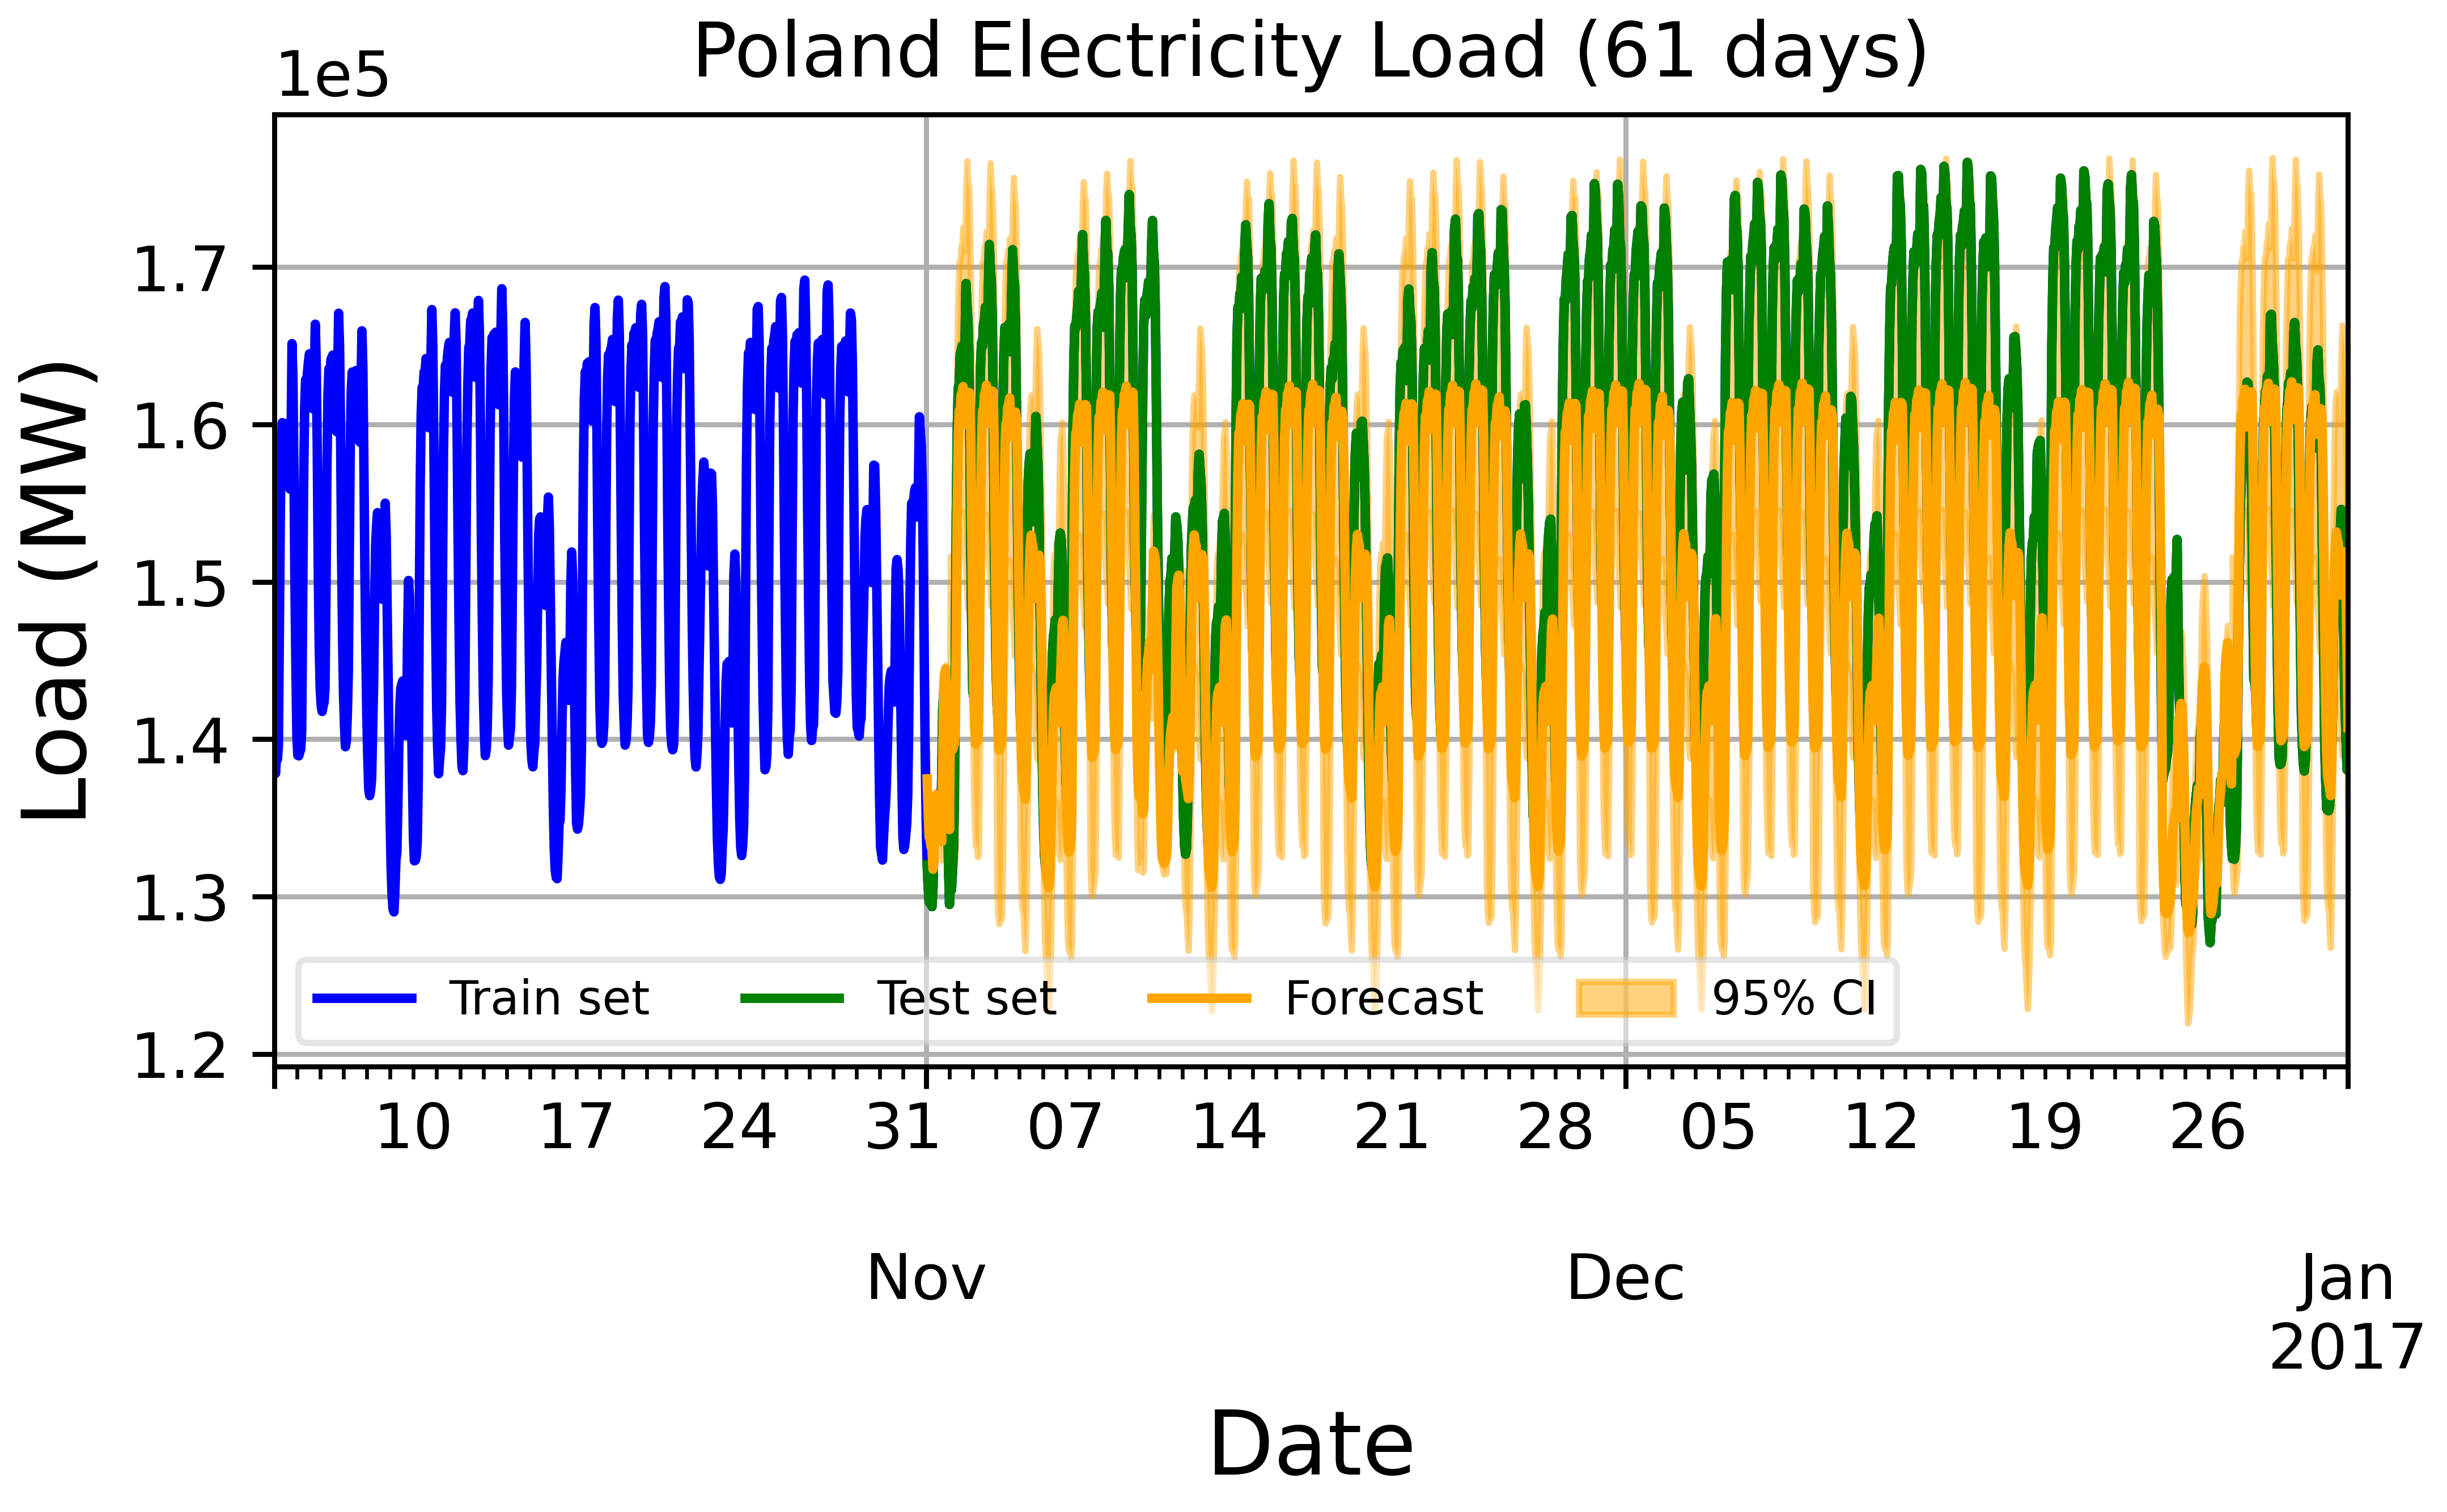 Poland Electricity Load (61 days)
1e5
Load (MW)
1.7
1.6
1.5
1.4
1.3
1.2
Train set
Test set
Forecast
95% CI
10 17 24 31 07 14 21 28 05 12 19 26
Nov Dec Jan
2017
Date